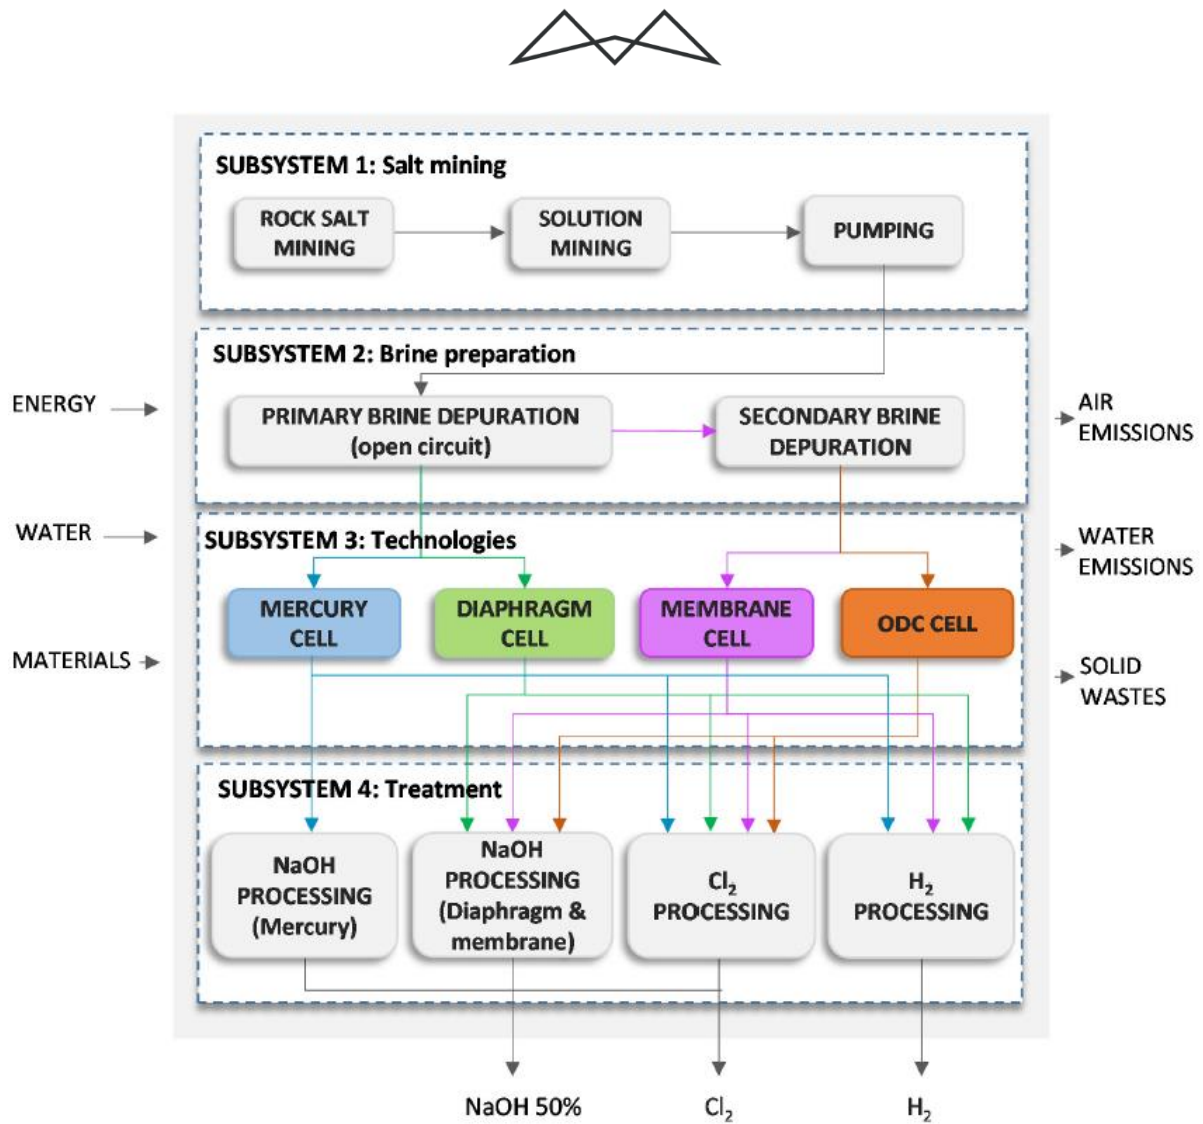 SUBSYSTEM 1: Salt mining
ROCK SALT
MINING
SOLUTION
MINING
PUMPING
SUBSYSTEM 2: Brine preparation
PRIMARY BRINE DEPURATION
(open circuit)
SECONDARY BRINE
DEPURATION
ENERGY
WATER
MATERIALS
AIR
EMISSIONS
WATER
EMISSIONS
SOLID
WASTES
SUBSYSTEM 3: Technologies
MERCURY
CELL
DIAPHRAGM
CELL
MEMBRANE
CELL
ODC CELL
SUBSYSTEM 4: Treatment
NaOH
PROCESSING
(Mercury)
NaOH
PROCESSING
(Diaphragm &
membrane)
Cl₂
PROCESSING
H₂
PROCESSING
NaOH 50%
Cl₂
H₂